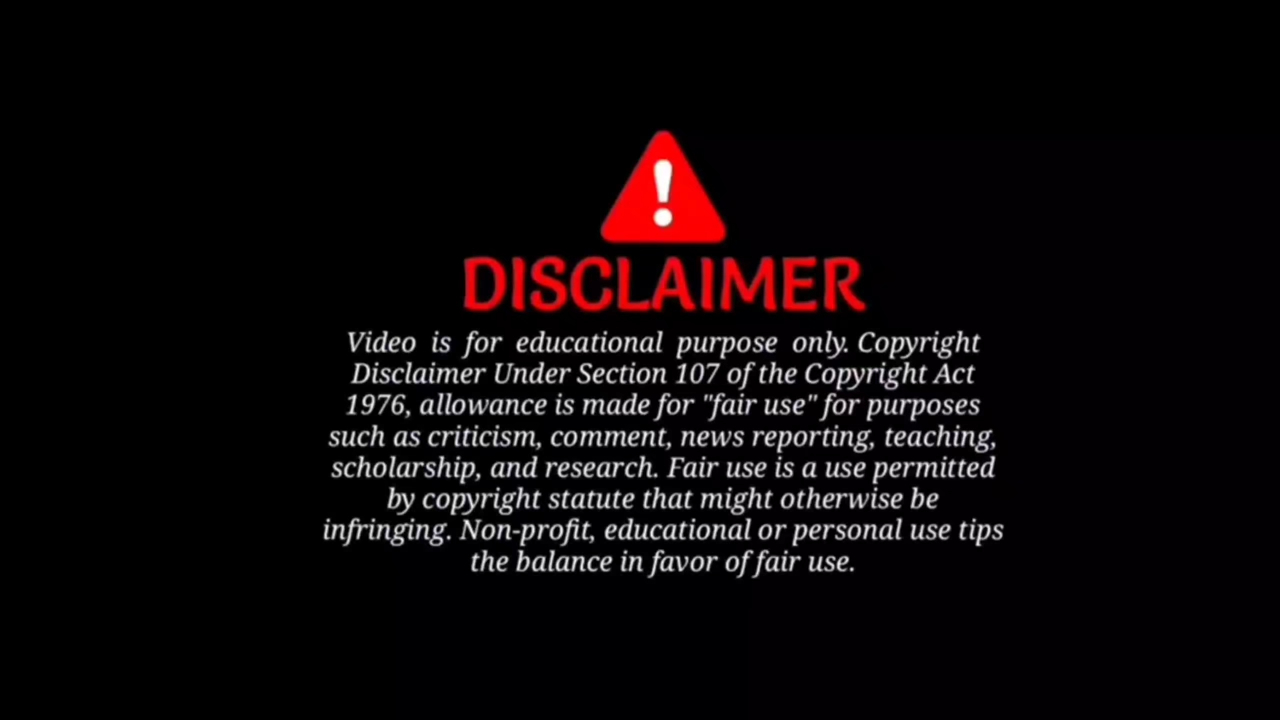 DISCLAIMER
Video is for educational purpose only. Copyright
Disclaimer Under Section 107 of the Copyright Act
1976, allowance is made for "fair use" for purposes
such as criticism, comment, news reporting, teaching,
scholarship, and research. Fair use is a use permitted
by copyright statute that might otherwise be
infringing. Non-profit, educational or personal use tips
the balance in favor of fair use.